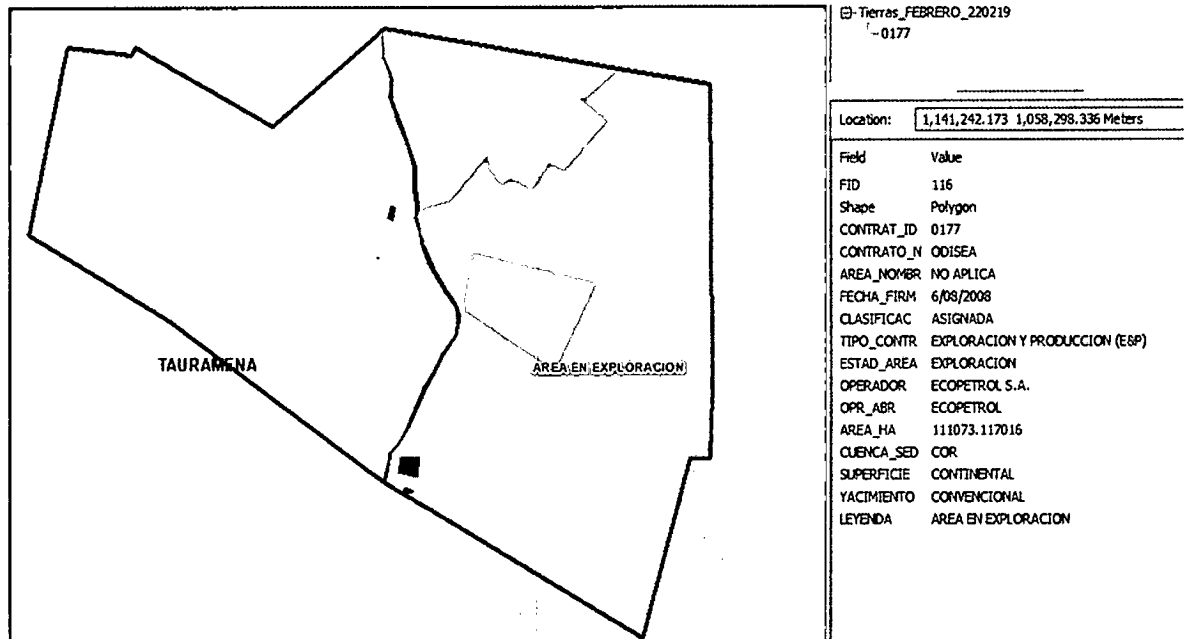 Tierras_FEBRERO_220219
0177
Location: 1,141,242.173 1,058,298.336 Meters
Field Value
FID 116
Shape Polygon
CONTRAT_ID 0177
CONTRATO_N ODISEA
AREA_NOMBR NO APLICA
FECHA_FIRM 6/08/2008
CLASIFICAC ASIGNADA
TIPO_CONTR EXPLORACION Y PRODUCCION (E&P)
ESTAD_AREA EXPLORACION
OPERADOR ECOPETROL S.A.
OPR_ABR ECOPETROL
AREA_HA 111073.117016
CUENCA_SED COR
SUPERFICIE CONTINENTAL
YACIMIENTO CONVENCIONAL
LEYENDA AREA EN EXPLORACION
TAURAMENA
AREA EN EXPLORACION